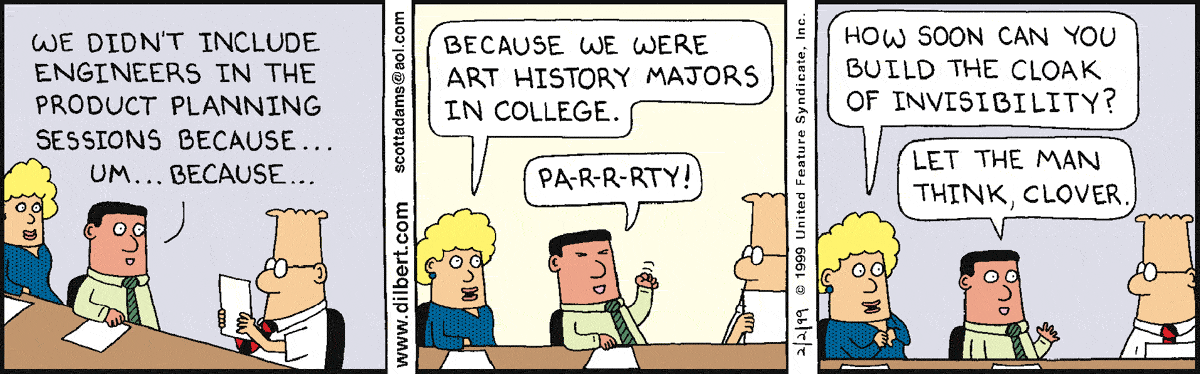 WE DIDN'T INCLUDE
ENGINEERS IN THE
PRODUCT PLANNING
SESSIONS BECAUSE...
UM... BECAUSE...
www.dilbert.com
scottadams@aol.com
BECAUSE WE WERE
ART HISTORY MAJORS
IN COLLEGE.
PA-R-R-RTY!
2/2/99 © 1999 United Feature Syndicate, Inc.
HOW SOON CAN YOU
BUILD THE CLOAK
OF INVISIBILITY?
LET THE MAN
THINK, CLOVER.